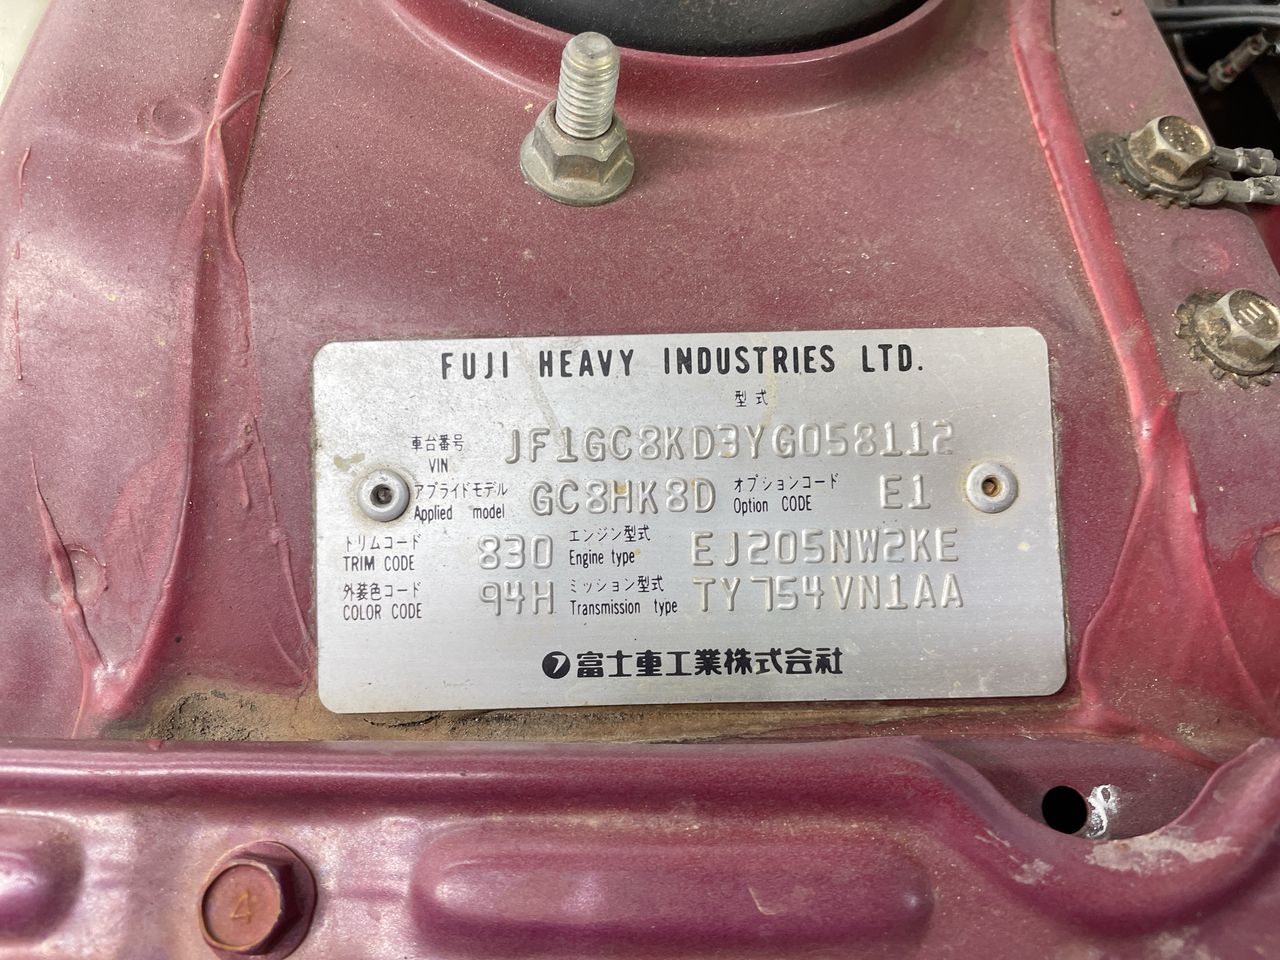 FUJI HEAVY INDUSTRIES LTD.
型式
車台番号 JF1GC8KD3YG058112
VIN
アプライドモデル GC8HK8D オプションコード E1
Applied model Option CODE
トリムコード 830 エンジン型式 EJ205NW2KE
TRIM CODE Engine type
外装色コード 94H ミッション型式 TY754VN1AA
COLOR CODE Transmission type
フ富士重工業株式会社
4